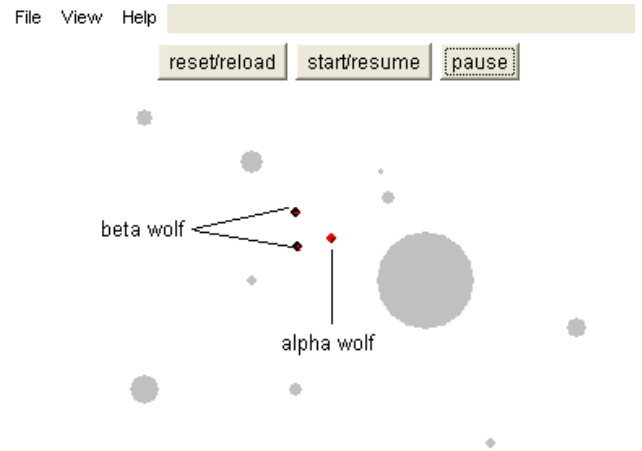 File View Help
reset/reload start/resume pause
beta wolf
alpha wolf